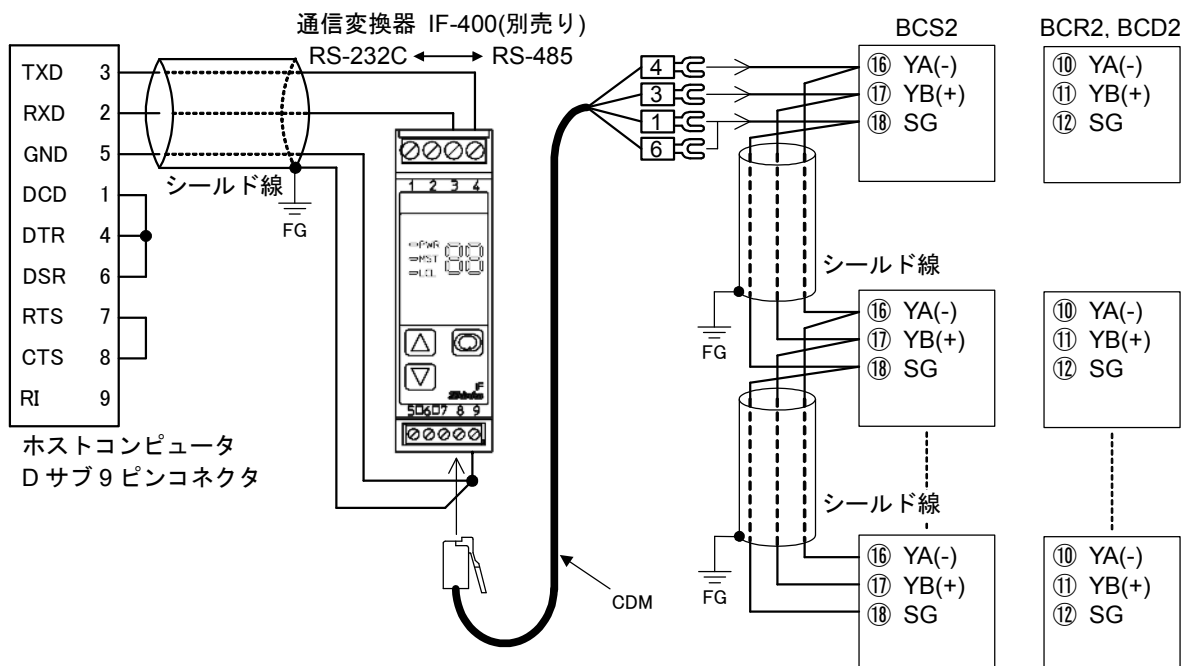 通信変換器 IF-400(別売り)
RS-232C RS-485
BCS2
BCR2, BCD2
TXD 3
RXD 2
GND 5
DCD 1
DTR 4
DSR 6
RTS 7
CTS 8
RI 9
ホストコンピュータ
D サブ 9 ピンコネクタ
シールド線
FG
1 2 3 4
PWR
MST
LCL
88
IF
Shinko
5 6 7 8 9
CDM
4
3
1
6
⑯ YA(-)
⑰ YB(+)
⑱ SG
⑩ YA(-)
⑪ YB(+)
⑫ SG
シールド線
FG
⑯ YA(-)
⑰ YB(+)
⑱ SG
⑩ YA(-)
⑪ YB(+)
⑫ SG
シールド線
FG
⑯ YA(-)
⑰ YB(+)
⑱ SG
⑩ YA(-)
⑪ YB(+)
⑫ SG